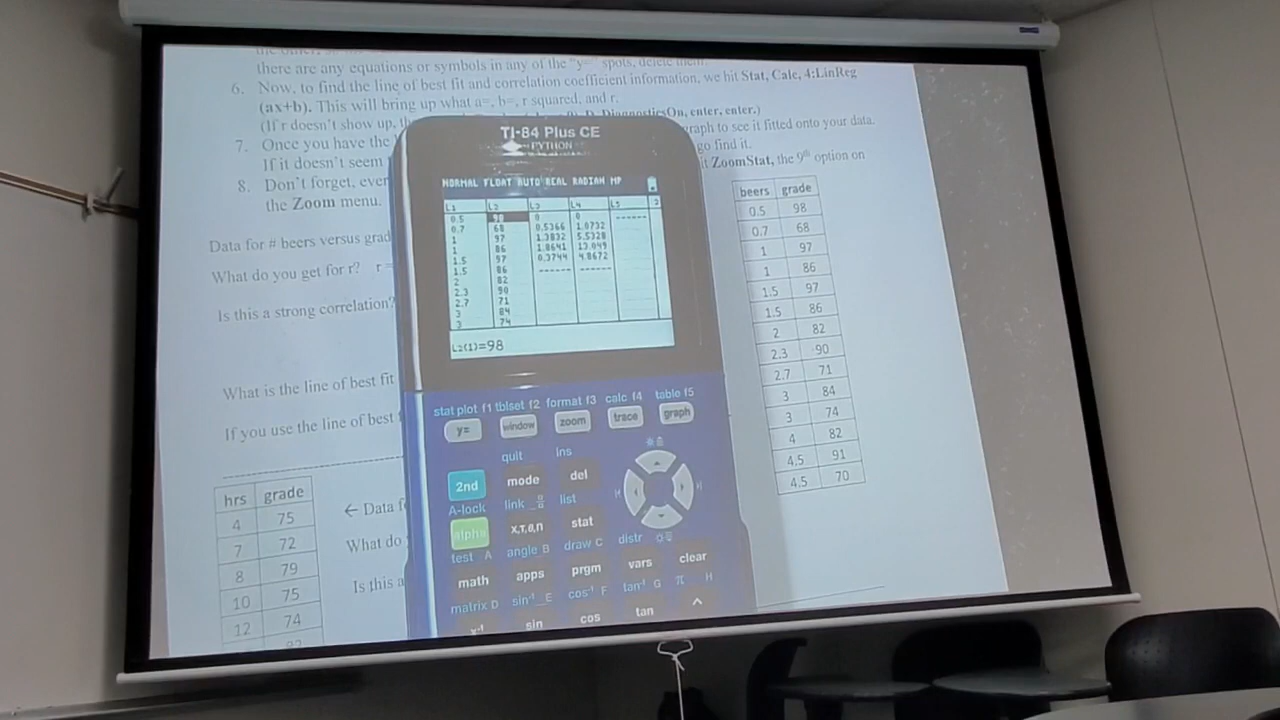 there are any equations or symbols in any of the "y=" spots, delete them.
6. Now, to find the line of best fit and correlation coefficient information, we hit Stat, Calc, 4:LinReg
(ax+b). This will bring up what a=, b=, r squared, and r.
(If r doesn't show up, DiagnosticsOn, enter, enter.)
7. Once you have the graph to see it fitted onto your data.
If it doesn't seem go find it.
8. Don't forget, ever it ZoomStat, the 9th option on
the Zoom menu.
Data for # beers versus grad
What do you get for r? r =
Is this a strong correlation?
What is the line of best fit
If you use the line of best
beers grade
0.5 98
0.7 68
1 97
1 86
1.5 97
1.5 86
2 82
2.3 90
2.7 71
3 84
3 74
4 82
4.5 91
4.5 70
hrs grade
4 75
7 72
8 79
10 75
12 74
← Data f
What do
Is this a
TI-84 Plus CE
PYTHON
NORMAL FLOAT AUTO REAL RADIAN MP
L1 L2 L3 L4 L5 2
0.5 98 0 0 ------
0.7 68 0.5366 1.0732
1 97 1.3832 5.5328
1 86 1.8641 13.049
1.5 97 0.3744 4.8672
1.5 86 ------ ------
2 82
2.3 90
2.7 71
3 84
3 74
L2(1)=98
stat plot f1 tblset f2 format f3 calc f4 table f5
y= window zoom trace graph
quit ins
2nd mode del
A-lock link list
alpha X,T,θ,n stat
test A angle B draw C distr
math apps prgm vars clear
matrix D sin⁻¹ E cos⁻¹ F tan⁻¹ G π H
x⁻¹ sin cos tan ^